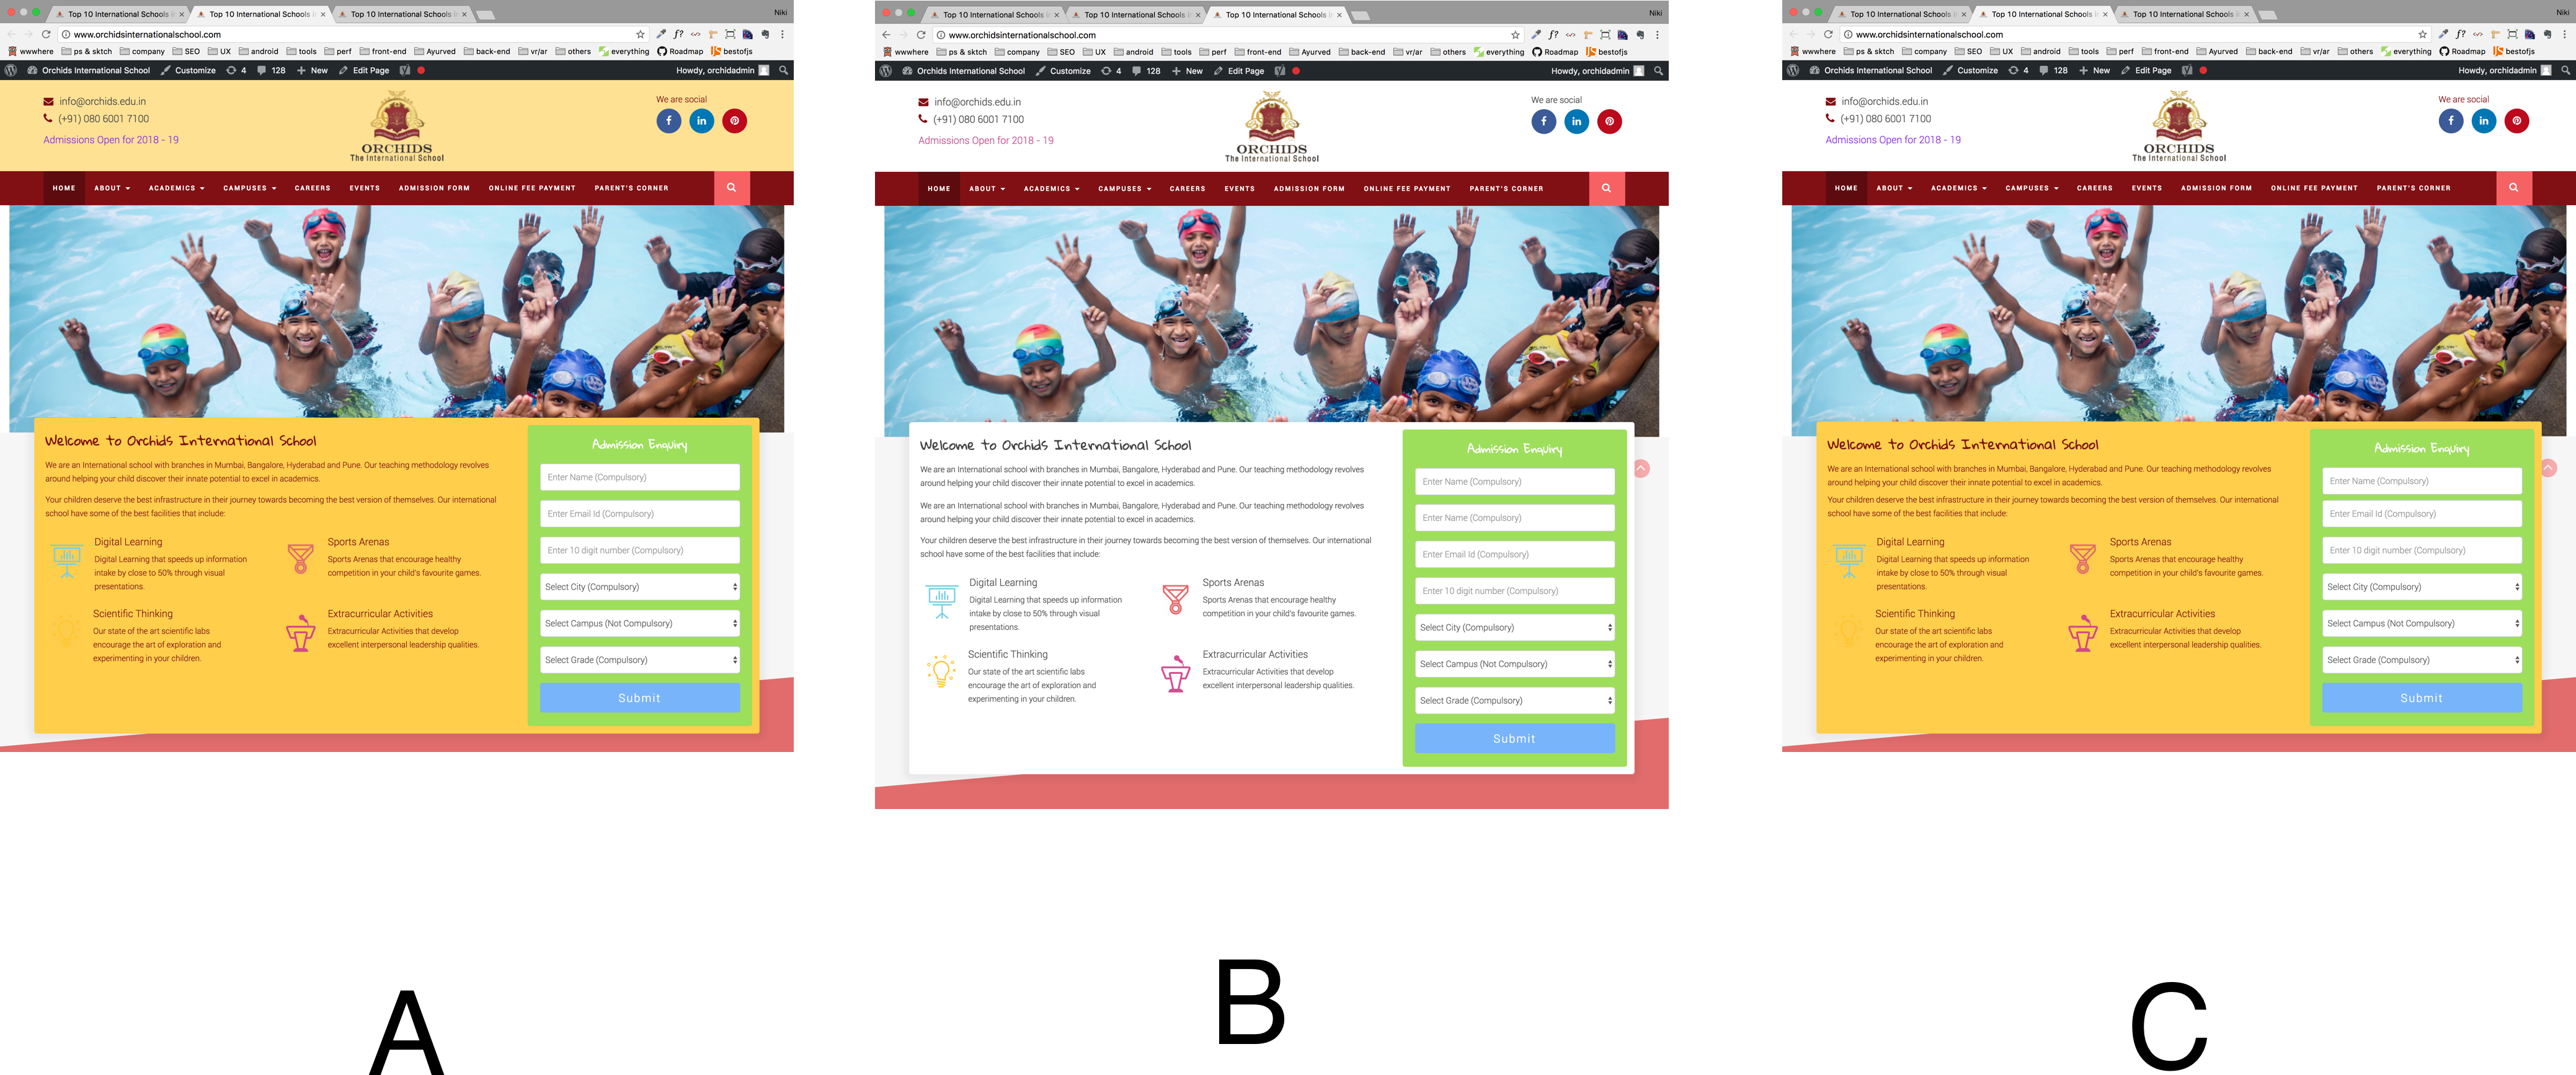 Top 10 International Schools in
Top 10 International Schools in
Top 10 International Schools in
Niki
www.orchidsinternationalschool.com
wwwhere ps & sktch company SEO UX android tools perf front-end Ayurved back-end vr/ar others everything Roadmap bestofjs
Orchids International School Customize 4 128 New Edit Page Howdy, orchidadmin
info@orchids.edu.in
(+91) 080 6001 7100
Admissions Open for 2018 - 19
ORCHIDS
The International School
We are social
HOME ABOUT ACADEMICS CAMPUSES CAREERS EVENTS ADMISSION FORM ONLINE FEE PAYMENT PARENT'S CORNER
Welcome to Orchids International School
We are an International school with branches in Mumbai, Bangalore, Hyderabad and Pune. Our teaching methodology revolves
around helping your child discover their innate potential to excel in academics.
Your children deserve the best infrastructure in their journey towards becoming the best version of themselves. Our international
school have some of the best facilities that include:
Digital Learning
Digital Learning that speeds up information
intake by close to 50% through visual
presentations.
Sports Arenas
Sports Arenas that encourage healthy
competition in your child's favourite games.
Scientific Thinking
Our state of the art scientific labs
encourage the art of exploration and
experimenting in your children.
Extracurricular Activities
Extracurricular Activities that develop
excellent interpersonal leadership qualities.
Admission Enquiry
Enter Name (Compulsory)
Enter Email Id (Compulsory)
Enter 10 digit number (Compulsory)
Select City (Compulsory)
Select Campus (Not Compulsory)
Select Grade (Compulsory)
Submit
A
Top 10 International Schools in
Top 10 International Schools in
Top 10 International Schools in
Niki
www.orchidsinternationalschool.com
wwwhere ps & sktch company SEO UX android tools perf front-end Ayurved back-end vr/ar others everything Roadmap bestofjs
Orchids International School Customize 4 128 New Edit Page Howdy, orchidadmin
info@orchids.edu.in
(+91) 080 6001 7100
Admissions Open for 2018 - 19
ORCHIDS
The International School
We are social
HOME ABOUT ACADEMICS CAMPUSES CAREERS EVENTS ADMISSION FORM ONLINE FEE PAYMENT PARENT'S CORNER
Welcome to Orchids International School
We are an International school with branches in Mumbai, Bangalore, Hyderabad and Pune. Our teaching methodology revolves
around helping your child discover their innate potential to excel in academics.
We are an International school with branches in Mumbai, Bangalore, Hyderabad and Pune. Our teaching methodology revolves
around helping your child discover their innate potential to excel in academics.
Your children deserve the best infrastructure in their journey towards becoming the best version of themselves. Our international
school have some of the best facilities that include:
Digital Learning
Digital Learning that speeds up information
intake by close to 50% through visual
presentations.
Sports Arenas
Sports Arenas that encourage healthy
competition in your child's favourite games.
Scientific Thinking
Our state of the art scientific labs
encourage the art of exploration and
experimenting in your children.
Extracurricular Activities
Extracurricular Activities that develop
excellent interpersonal leadership qualities.
Admission Enquiry
Enter Name (Compulsory)
Enter Name (Compulsory)
Enter Email Id (Compulsory)
Enter 10 digit number (Compulsory)
Select City (Compulsory)
Select Campus (Not Compulsory)
Select Grade (Compulsory)
Submit
B
Top 10 International Schools in
Top 10 International Schools in
Top 10 International Schools in
Niki
www.orchidsinternationalschool.com
wwwhere ps & sktch company SEO UX android tools perf front-end Ayurved back-end vr/ar others everything Roadmap bestofjs
Orchids International School Customize 4 128 New Edit Page Howdy, orchidadmin
info@orchids.edu.in
(+91) 080 6001 7100
Admissions Open for 2018 - 19
ORCHIDS
The International School
We are social
HOME ABOUT ACADEMICS CAMPUSES CAREERS EVENTS ADMISSION FORM ONLINE FEE PAYMENT PARENT'S CORNER
Welcome to Orchids International School
We are an International school with branches in Mumbai, Bangalore, Hyderabad and Pune. Our teaching methodology revolves
around helping your child discover their innate potential to excel in academics.
Your children deserve the best infrastructure in their journey towards becoming the best version of themselves. Our international
school have some of the best facilities that include:
Digital Learning
Digital Learning that speeds up information
intake by close to 50% through visual
presentations.
Sports Arenas
Sports Arenas that encourage healthy
competition in your child's favourite games.
Scientific Thinking
Our state of the art scientific labs
encourage the art of exploration and
experimenting in your children.
Extracurricular Activities
Extracurricular Activities that develop
excellent interpersonal leadership qualities.
Admission Enquiry
Enter Name (Compulsory)
Enter Email Id (Compulsory)
Enter 10 digit number (Compulsory)
Select City (Compulsory)
Select Campus (Not Compulsory)
Select Grade (Compulsory)
Submit
C